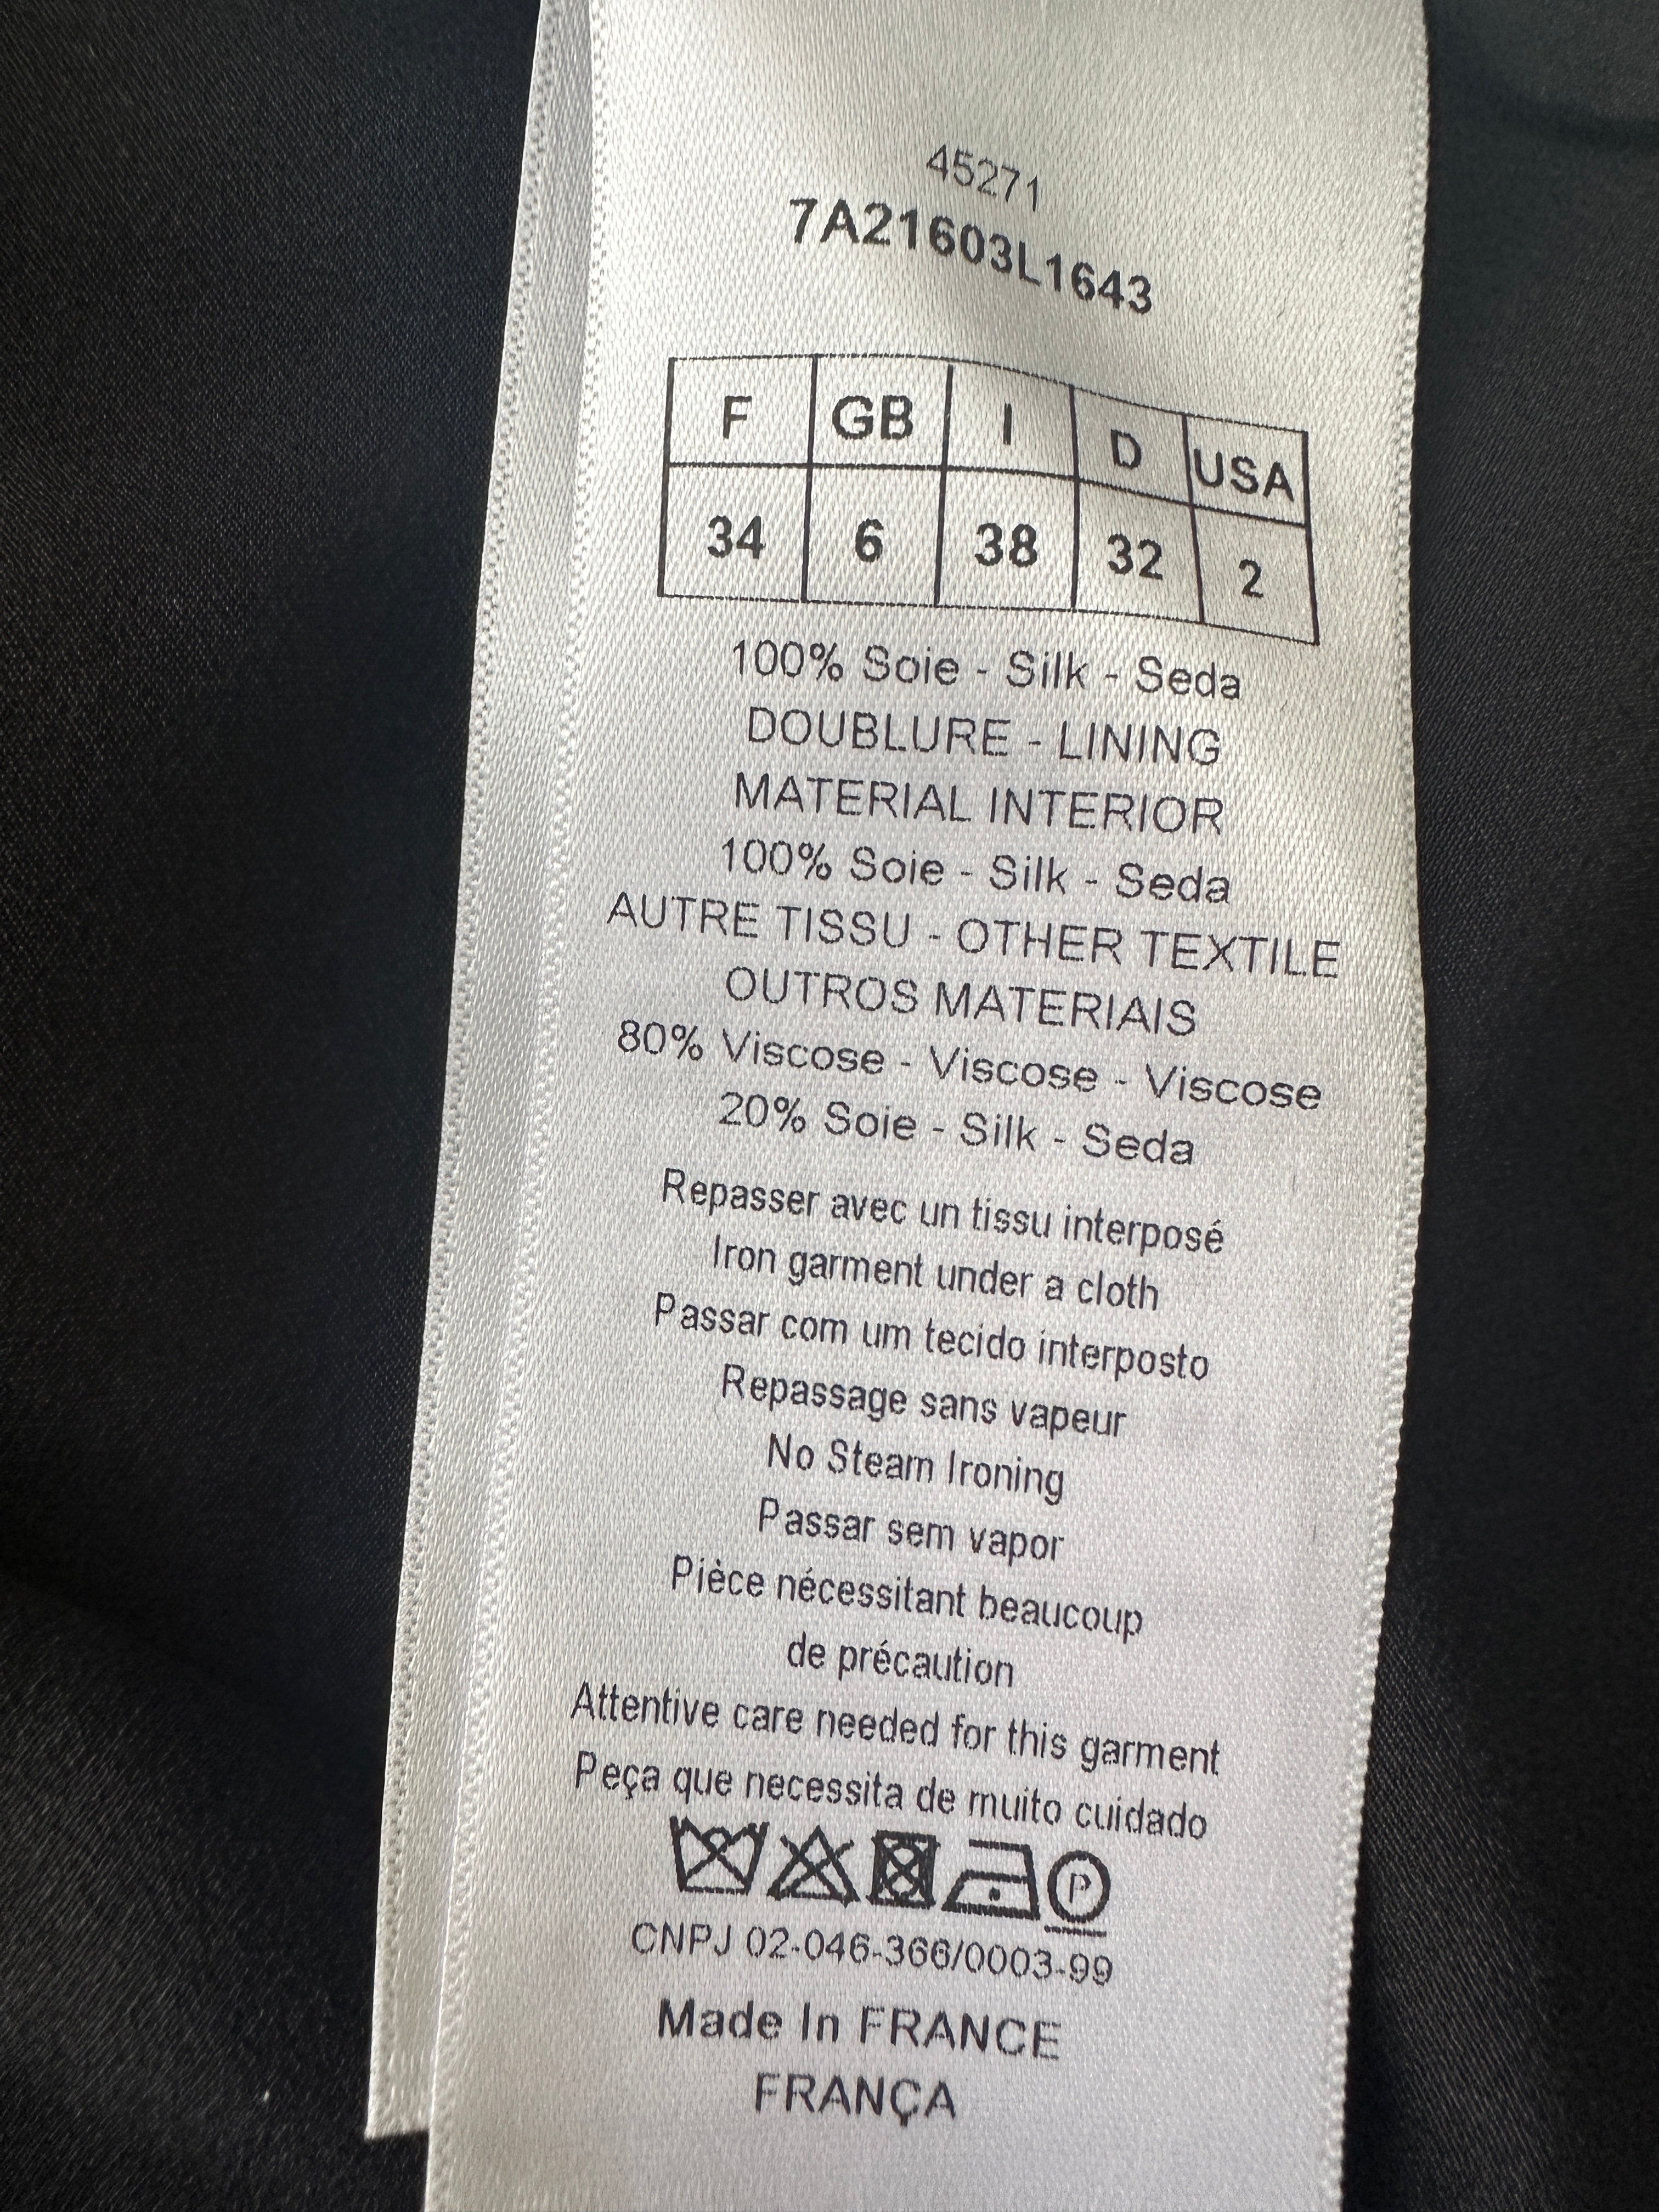 45271
7A21603L1643
F GB I D USA
34 6 38 32 2
100% Soie - Silk - Seda
DOUBLURE - LINING
MATERIAL INTERIOR
100% Soie - Silk - Seda
AUTRE TISSU - OTHER TEXTILE
OUTROS MATERIAIS
80% Viscose - Viscose - Viscose
20% Soie - Silk - Seda
Repasser avec un tissu interposé
Iron garment under a cloth
Passar com um tecido interposto
Repassage sans vapeur
No Steam Ironing
Passar sem vapor
Pièce nécessitant beaucoup
de précaution
Attentive care needed for this garment
Peça que necessita de muito cuidado
P
CNPJ 02-046-366/0003-99
Made In FRANCE
FRANÇA